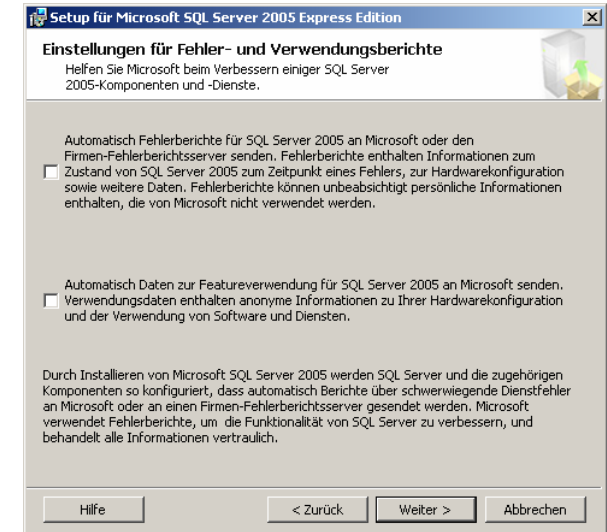 Setup für Microsoft SQL Server 2005 Express Edition
Einstellungen für Fehler- und Verwendungsberichte
Helfen Sie Microsoft beim Verbessern einiger SQL Server
2005-Komponenten und -Dienste.
Automatisch Fehlerberichte für SQL Server 2005 an Microsoft oder den
Firmen-Fehlerberichtsserver senden. Fehlerberichte enthalten Informationen zum
Zustand von SQL Server 2005 zum Zeitpunkt eines Fehlers, zur Hardwarekonfiguration
sowie weitere Daten. Fehlerberichte können unbeabsichtigt persönliche Informationen
enthalten, die von Microsoft nicht verwendet werden.
Automatisch Daten zur Featureverwendung für SQL Server 2005 an Microsoft senden.
Verwendungsdaten enthalten anonyme Informationen zu Ihrer Hardwarekonfiguration
und der Verwendung von Software und Diensten.
Durch Installieren von Microsoft SQL Server 2005 werden SQL Server und die zugehörigen
Komponenten so konfiguriert, dass automatisch Berichte über schwerwiegende Dienstfehler
an Microsoft oder an einen Firmen-Fehlerberichtsserver gesendet werden. Microsoft
verwendet Fehlerberichte, um die Funktionalität von SQL Server zu verbessern, und
behandelt alle Informationen vertraulich.
Hilfe
< Zurück
Weiter >
Abbrechen